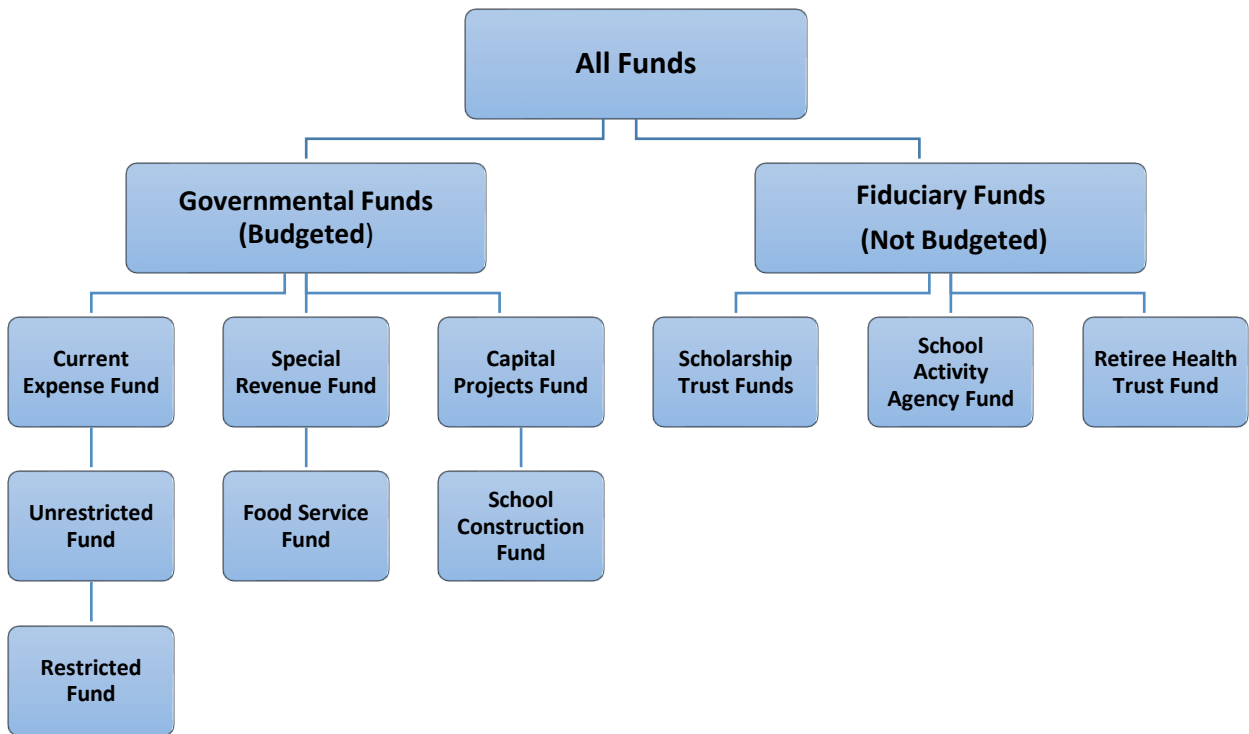 All Funds
Governmental Funds
(Budgeted)
Fiduciary Funds
(Not Budgeted)
Current
Expense Fund
Special
Revenue Fund
Capital
Projects Fund
Scholarship
Trust Funds
School
Activity
Agency Fund
Retiree Health
Trust Fund
Unrestricted
Fund
Food Service
Fund
School
Construction
Fund
Restricted
Fund